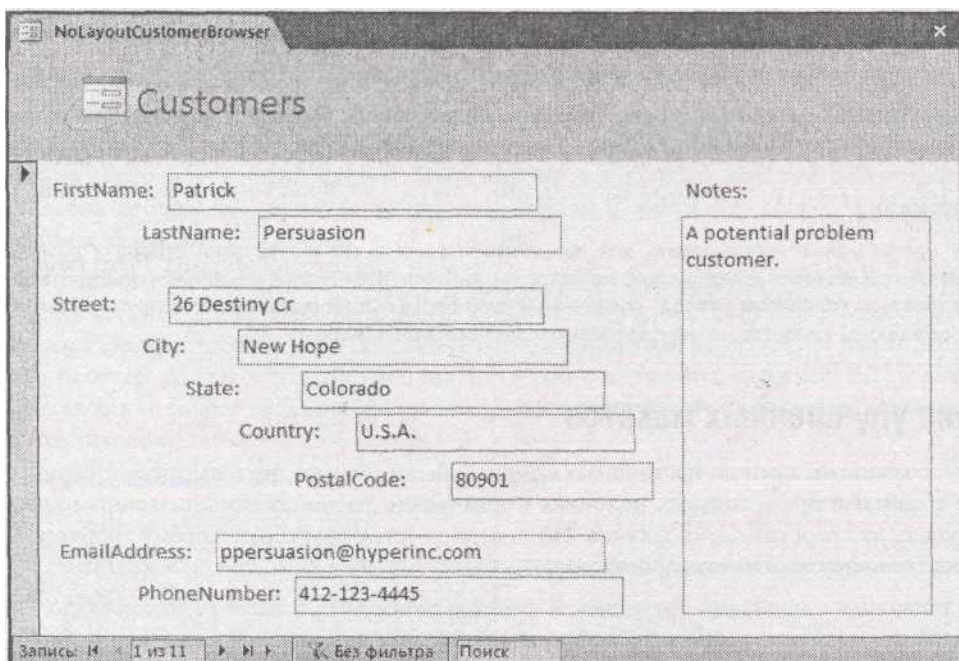 NoLayoutCustomerBrowser
Customers
FirstName: Patrick
LastName: Persuasion
Street: 26 Destiny Cr
City: New Hope
State: Colorado
Country: U.S.A.
PostalCode: 80901
EmailAddress: ppersuasion@hyperinc.com
PhoneNumber: 412-123-4445
Notes:
A potential problem
customer.
Записы: 1 из 11 Без фильтра Поиск